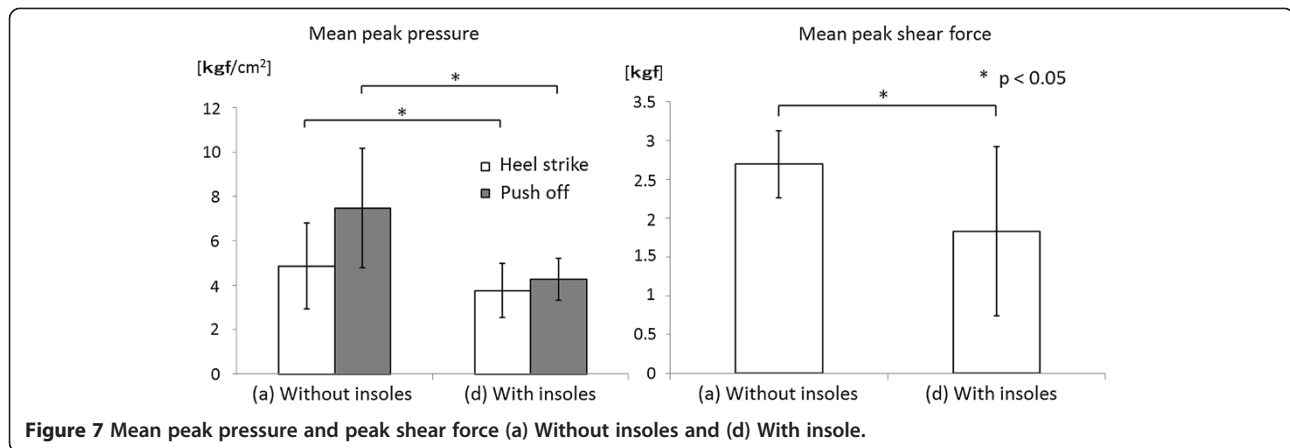 Mean peak pressure
[kgf/cm²]
*
*
12
10
8
6
4
2
0
Heel strike
Push off
(a) Without insoles
(d) With insoles
Mean peak shear force
[kgf]
* p < 0.05
*
3.5
3
2.5
2
1.5
1
0.5
0
(a) Without insoles
(d) With insoles
Figure 7 Mean peak pressure and peak shear force (a) Without insoles and (d) With insole.